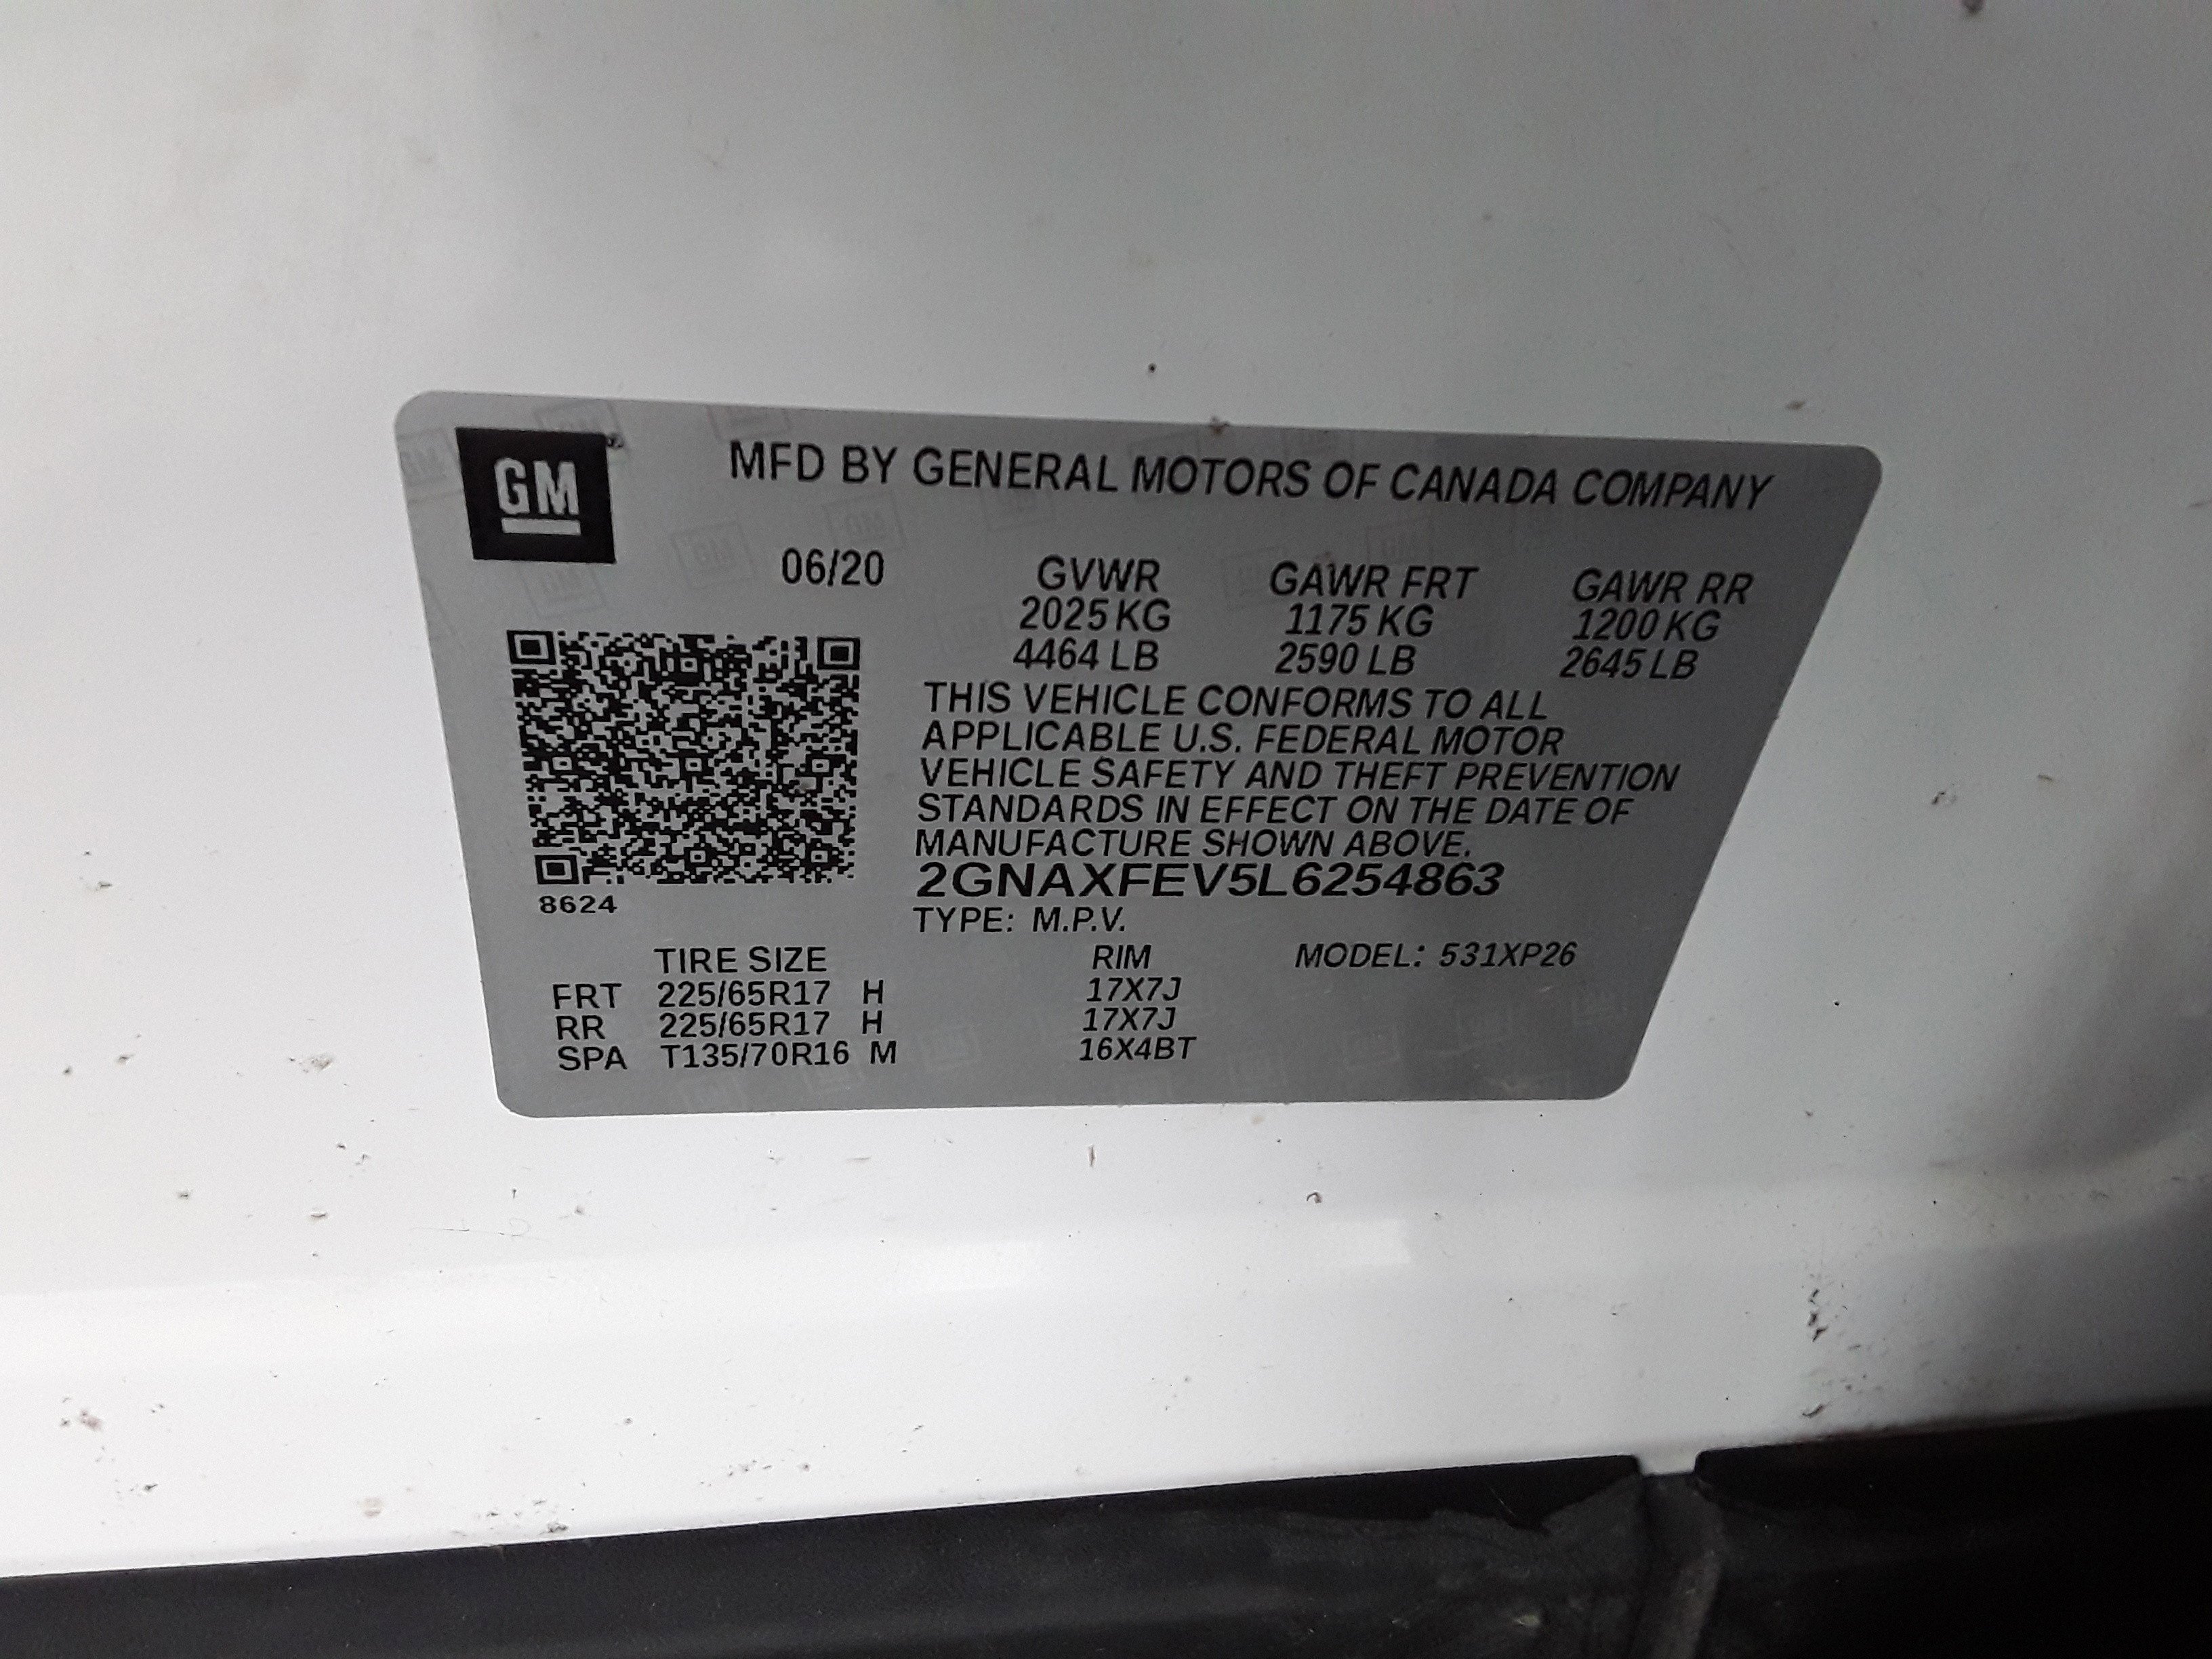 GM
MFD BY GENERAL MOTORS OF CANADA COMPANY
06/20 GVWR GAWR FRT GAWR RR
2025 KG 1175 KG 1200 KG
4464 LB 2590 LB 2645 LB
THIS VEHICLE CONFORMS TO ALL
APPLICABLE U.S. FEDERAL MOTOR
VEHICLE SAFETY AND THEFT PREVENTION
STANDARDS IN EFFECT ON THE DATE OF
MANUFACTURE SHOWN ABOVE.
2GNAXFEV5L6254863
8624
TYPE: M.P.V.
TIRE SIZE RIM MODEL: 531XP26
FRT 225/65R17 H 17X7J
RR 225/65R17 H 17X7J
SPA T135/70R16 M 16X4BT